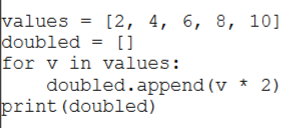 values = [2, 4, 6, 8, 10]
doubled = []
for v in values:
    doubled.append(v * 2)
print(doubled)